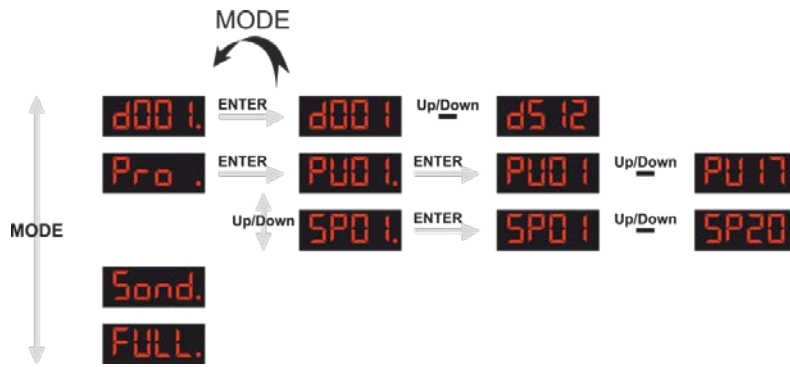 MODE
d001. ENTER d001 Up/Down d512
Pro . ENTER PU01. ENTER PU01 Up/Down PU17
Up/Down SP01. ENTER SP01 Up/Down SP20
MODE
Sond.
FULL.